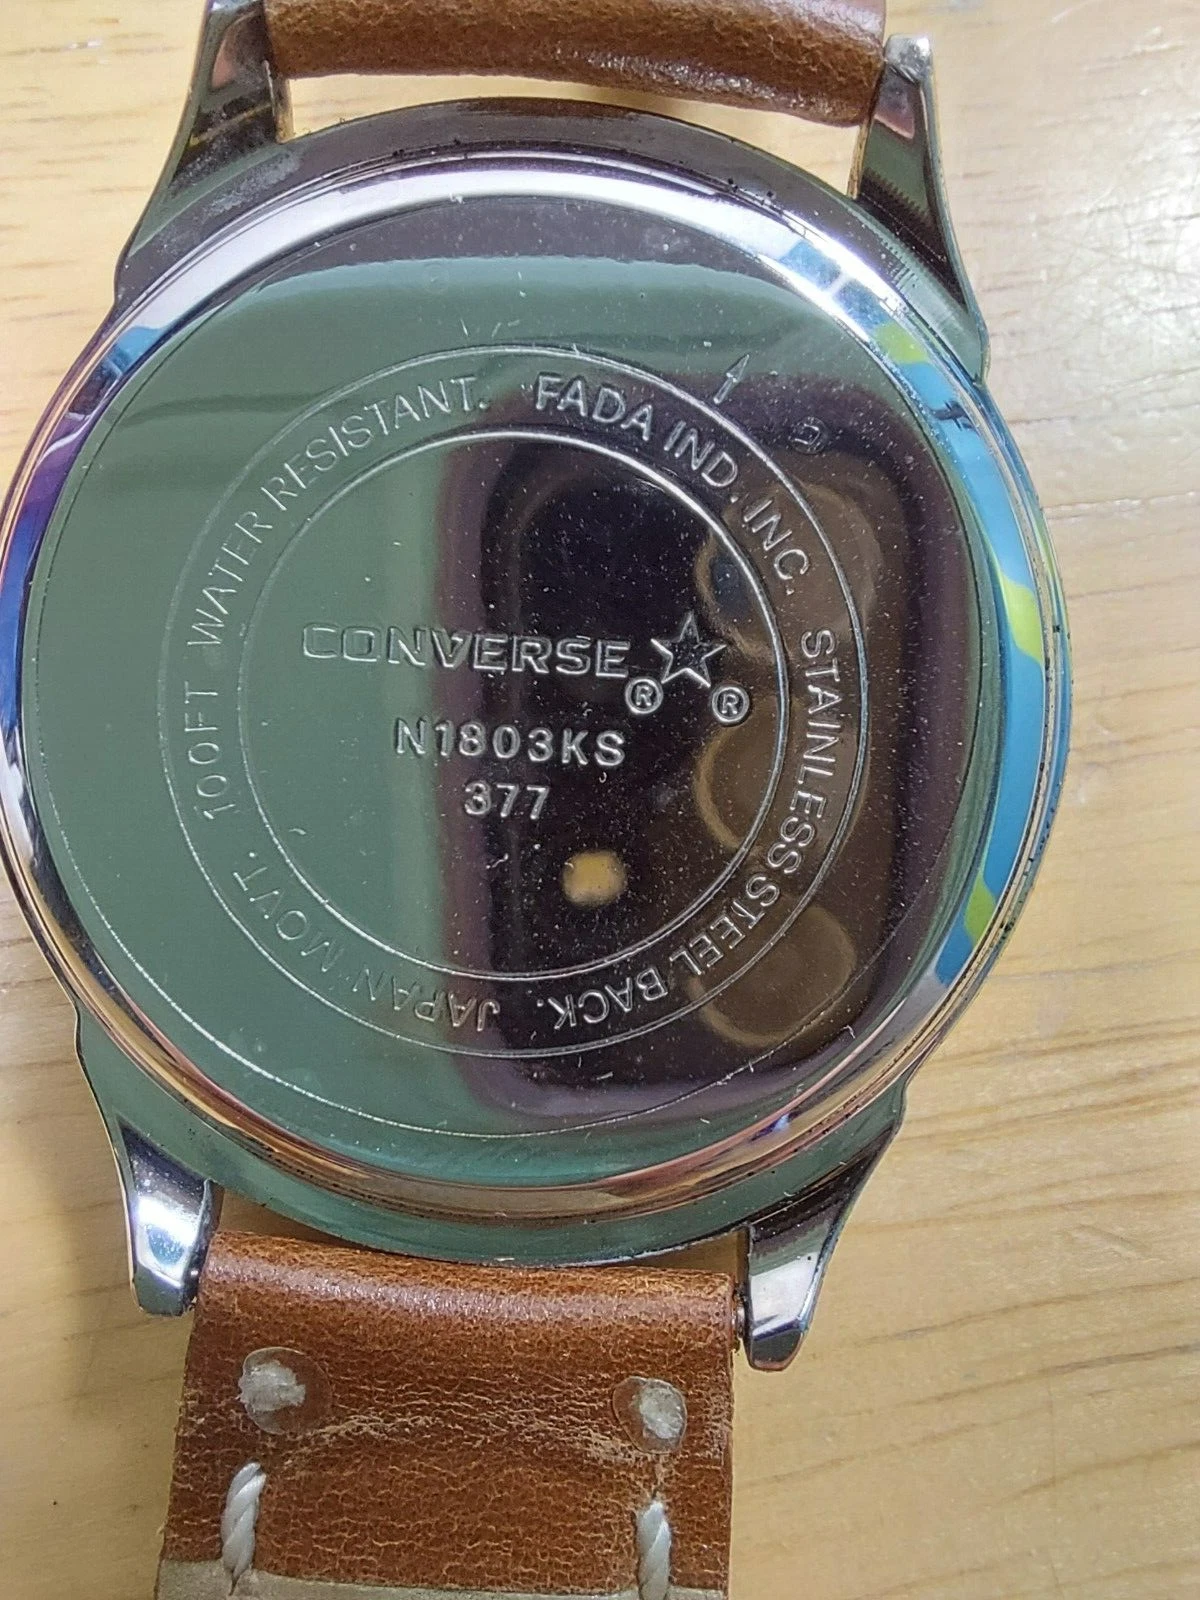 FADA IND. INC. STAINLESS STEEL BACK. JAPAN MOVT. 100FT WATER RESISTANT.
CONVERSE ® ®
N1803KS
377